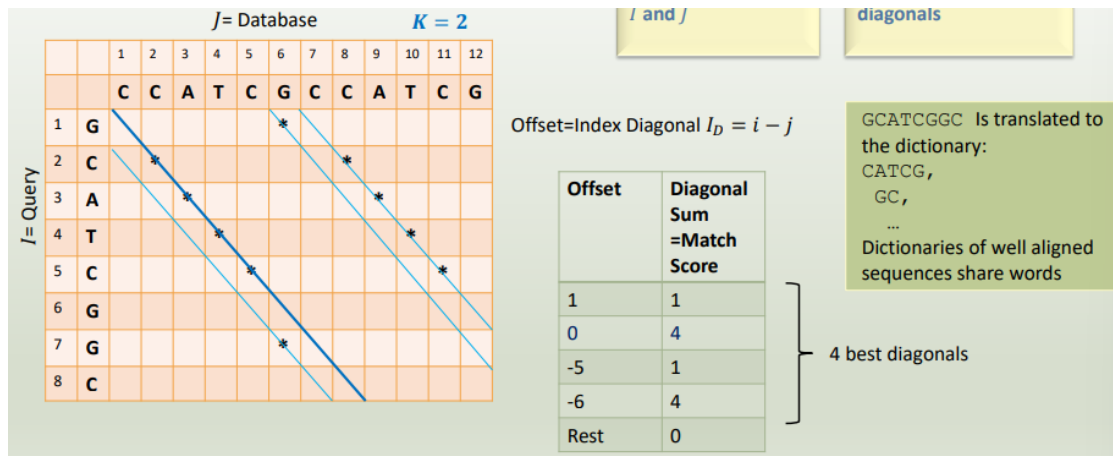 J= Database
K = 2
I and J
diagonals
1 2 3 4 5 6 7 8 9 10 11 12
C C A T C G C C A T C G
I= Query
1 G *
2 C * *
3 A * *
4 T * *
5 C * *
6 G
7 G *
8 C
Offset=Index Diagonal I_D = i − j
Offset Diagonal
Sum
=Match
Score
1 1
0 4
-5 1
-6 4
Rest 0
4 best diagonals
GCATCGGC Is translated to
the dictionary:
CATCG,
GC,
…
Dictionaries of well aligned
sequences share words